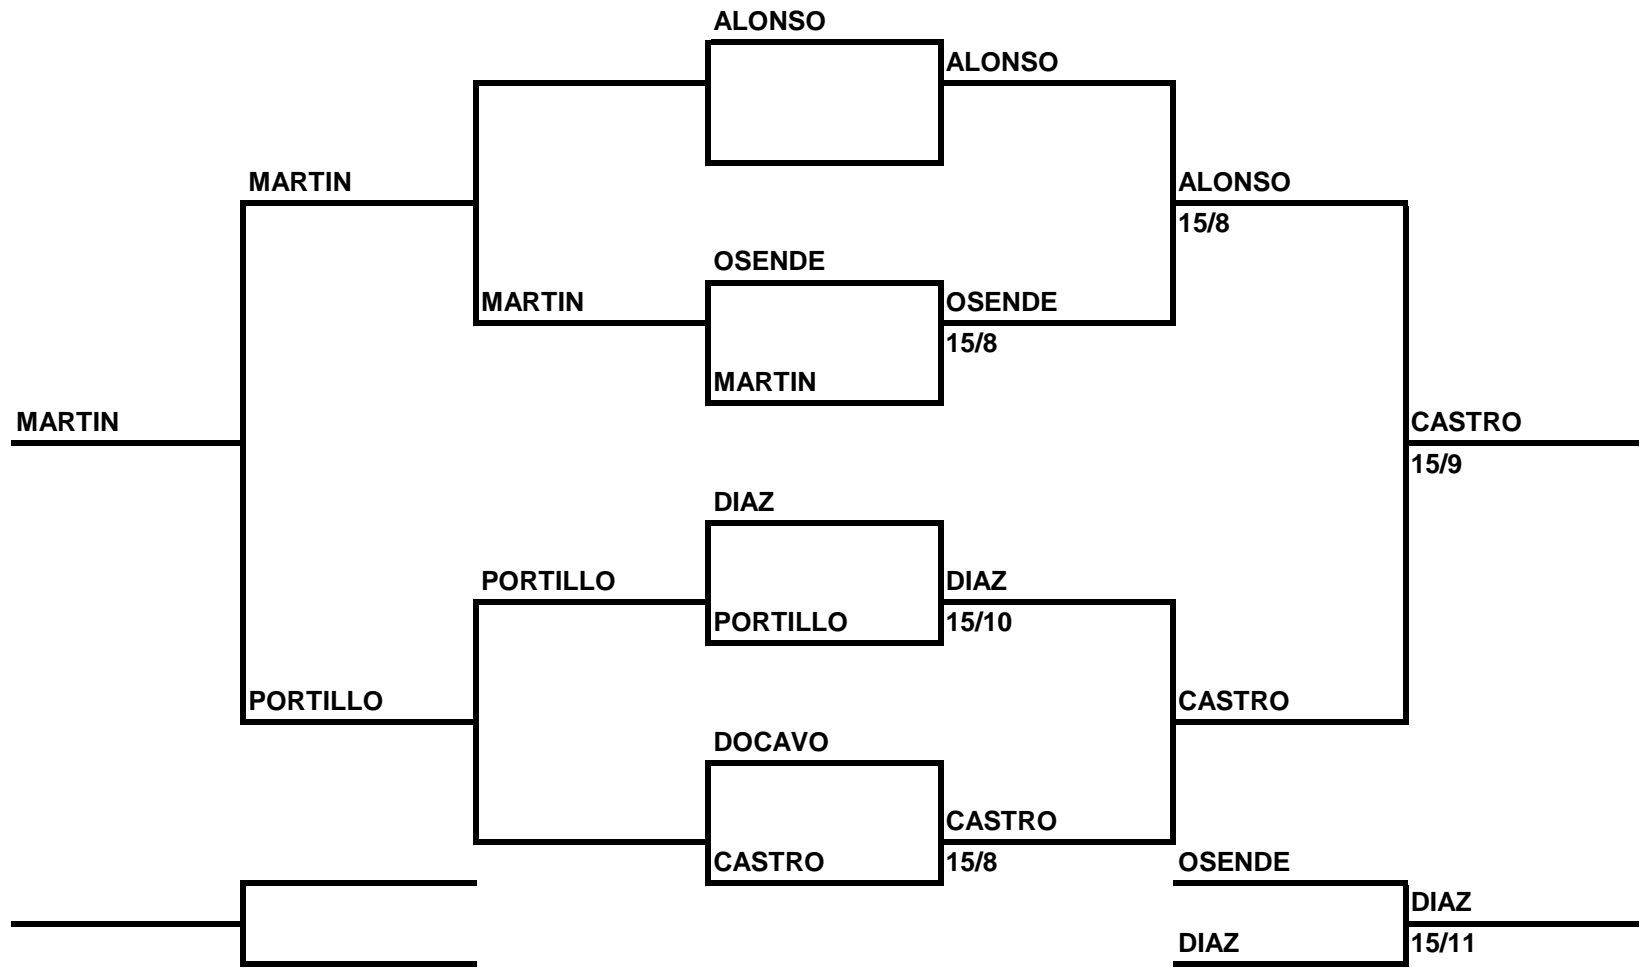 ALONSO
ALONSO
MARTIN
ALONSO
15/8
OSENDE
MARTIN
OSENDE
15/8
MARTIN
MARTIN
CASTRO
15/9
DIAZ
PORTILLO
DIAZ
PORTILLO
15/10
PORTILLO
CASTRO
DOCAVO
CASTRO
CASTRO
15/8
OSENDE
DIAZ
DIAZ
15/11